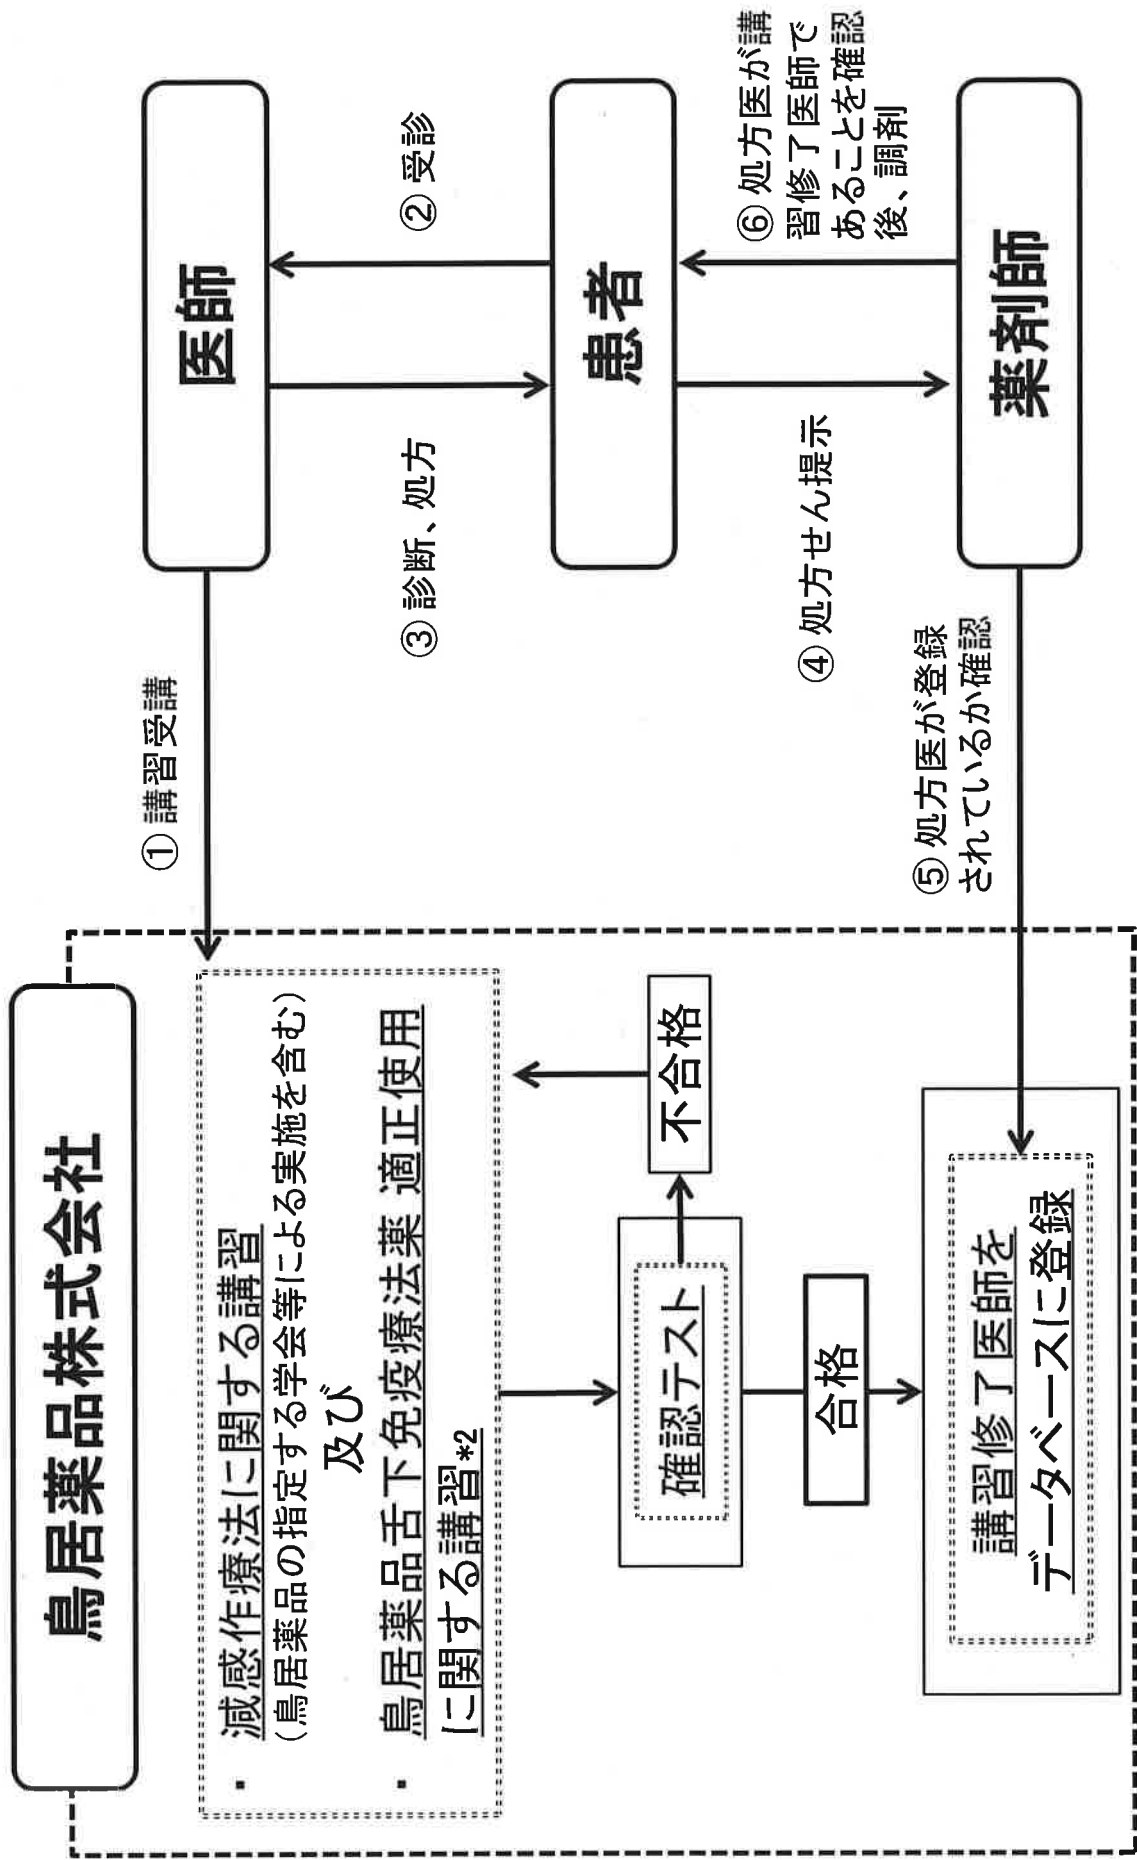 鳥居薬品株式会社
・ 減感作療法に関する講習
（鳥居薬品の指定する学会等による実施を含む）
及び
・ 鳥居薬品舌下免疫療法薬 適正使用
に関する講習*2
確認テスト
不合格
合格
講習修了医師を
データベースに登録
① 講習受講
医師
② 受診
③ 診断、処方
患者
④ 処方せん提示
⑤ 処方医が登録
されているか確認
⑥ 処方医が講
習修了医師で
あることを確認
後、調剤
薬剤師